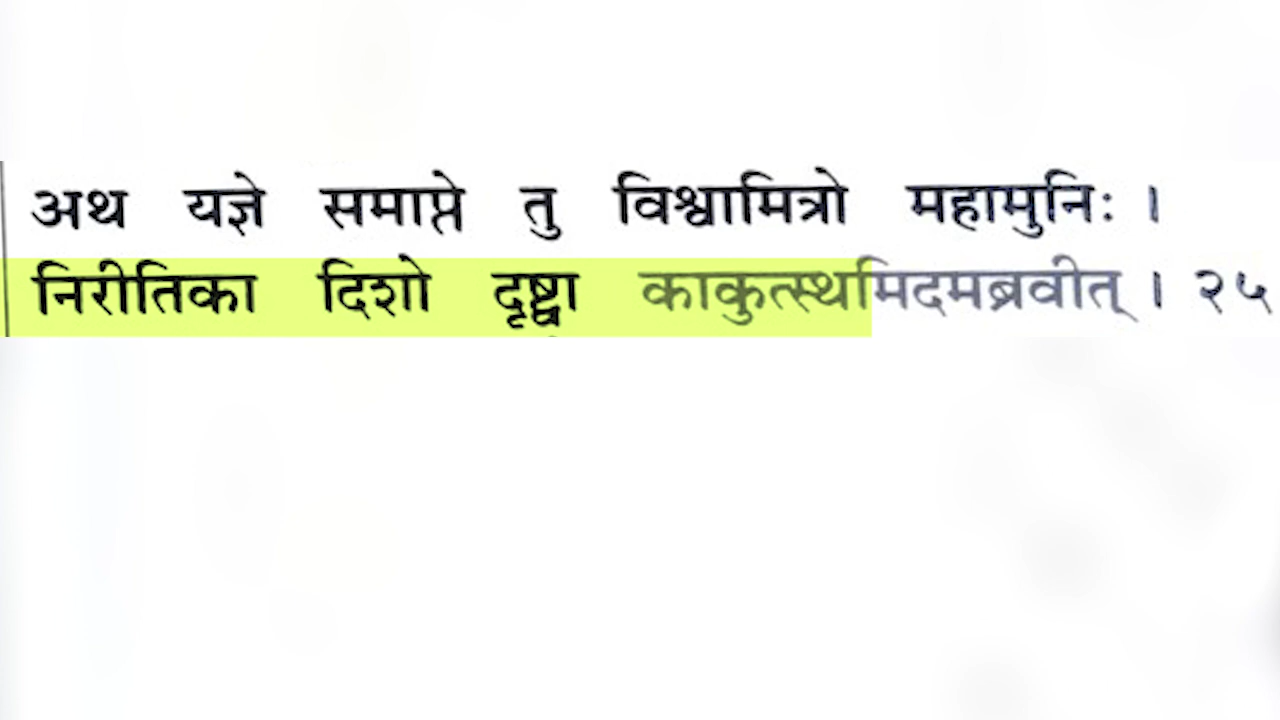 अथ यज्ञे समाप्ते तु विश्वामित्रो महामुनिः ।
निरीतिका दिशो दृष्ट्वा काकुत्स्थमिदमब्रवीत् । २५